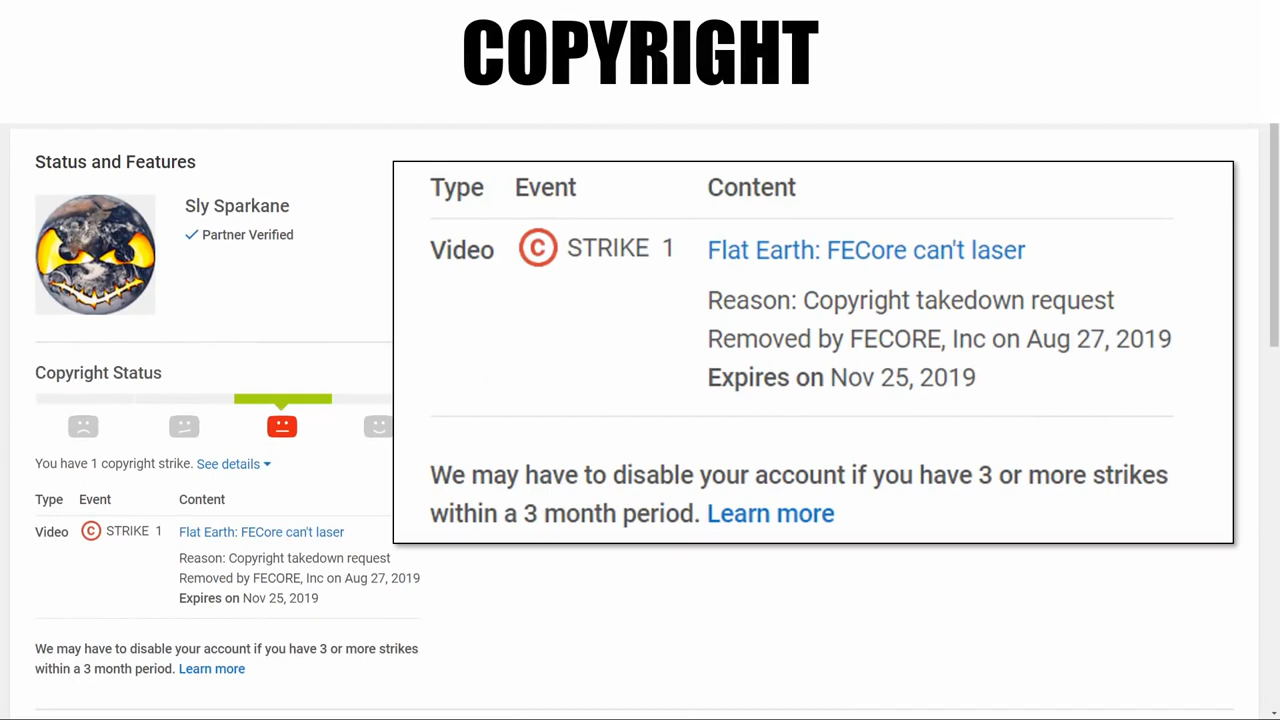 COPYRIGHT
Status and Features
Sly Sparkane
Partner Verified
Copyright Status
You have 1 copyright strike. See details
Type Event Content
Video C STRIKE 1 Flat Earth: FECore can't laser
Reason: Copyright takedown request
Removed by FECORE, Inc on Aug 27, 2019
Expires on Nov 25, 2019
We may have to disable your account if you have 3 or more strikes
within a 3 month period. Learn more
Type Event Content
Video C STRIKE 1 Flat Earth: FECore can't laser
Reason: Copyright takedown request
Removed by FECORE, Inc on Aug 27, 2019
Expires on Nov 25, 2019
We may have to disable your account if you have 3 or more strikes
within a 3 month period. Learn more